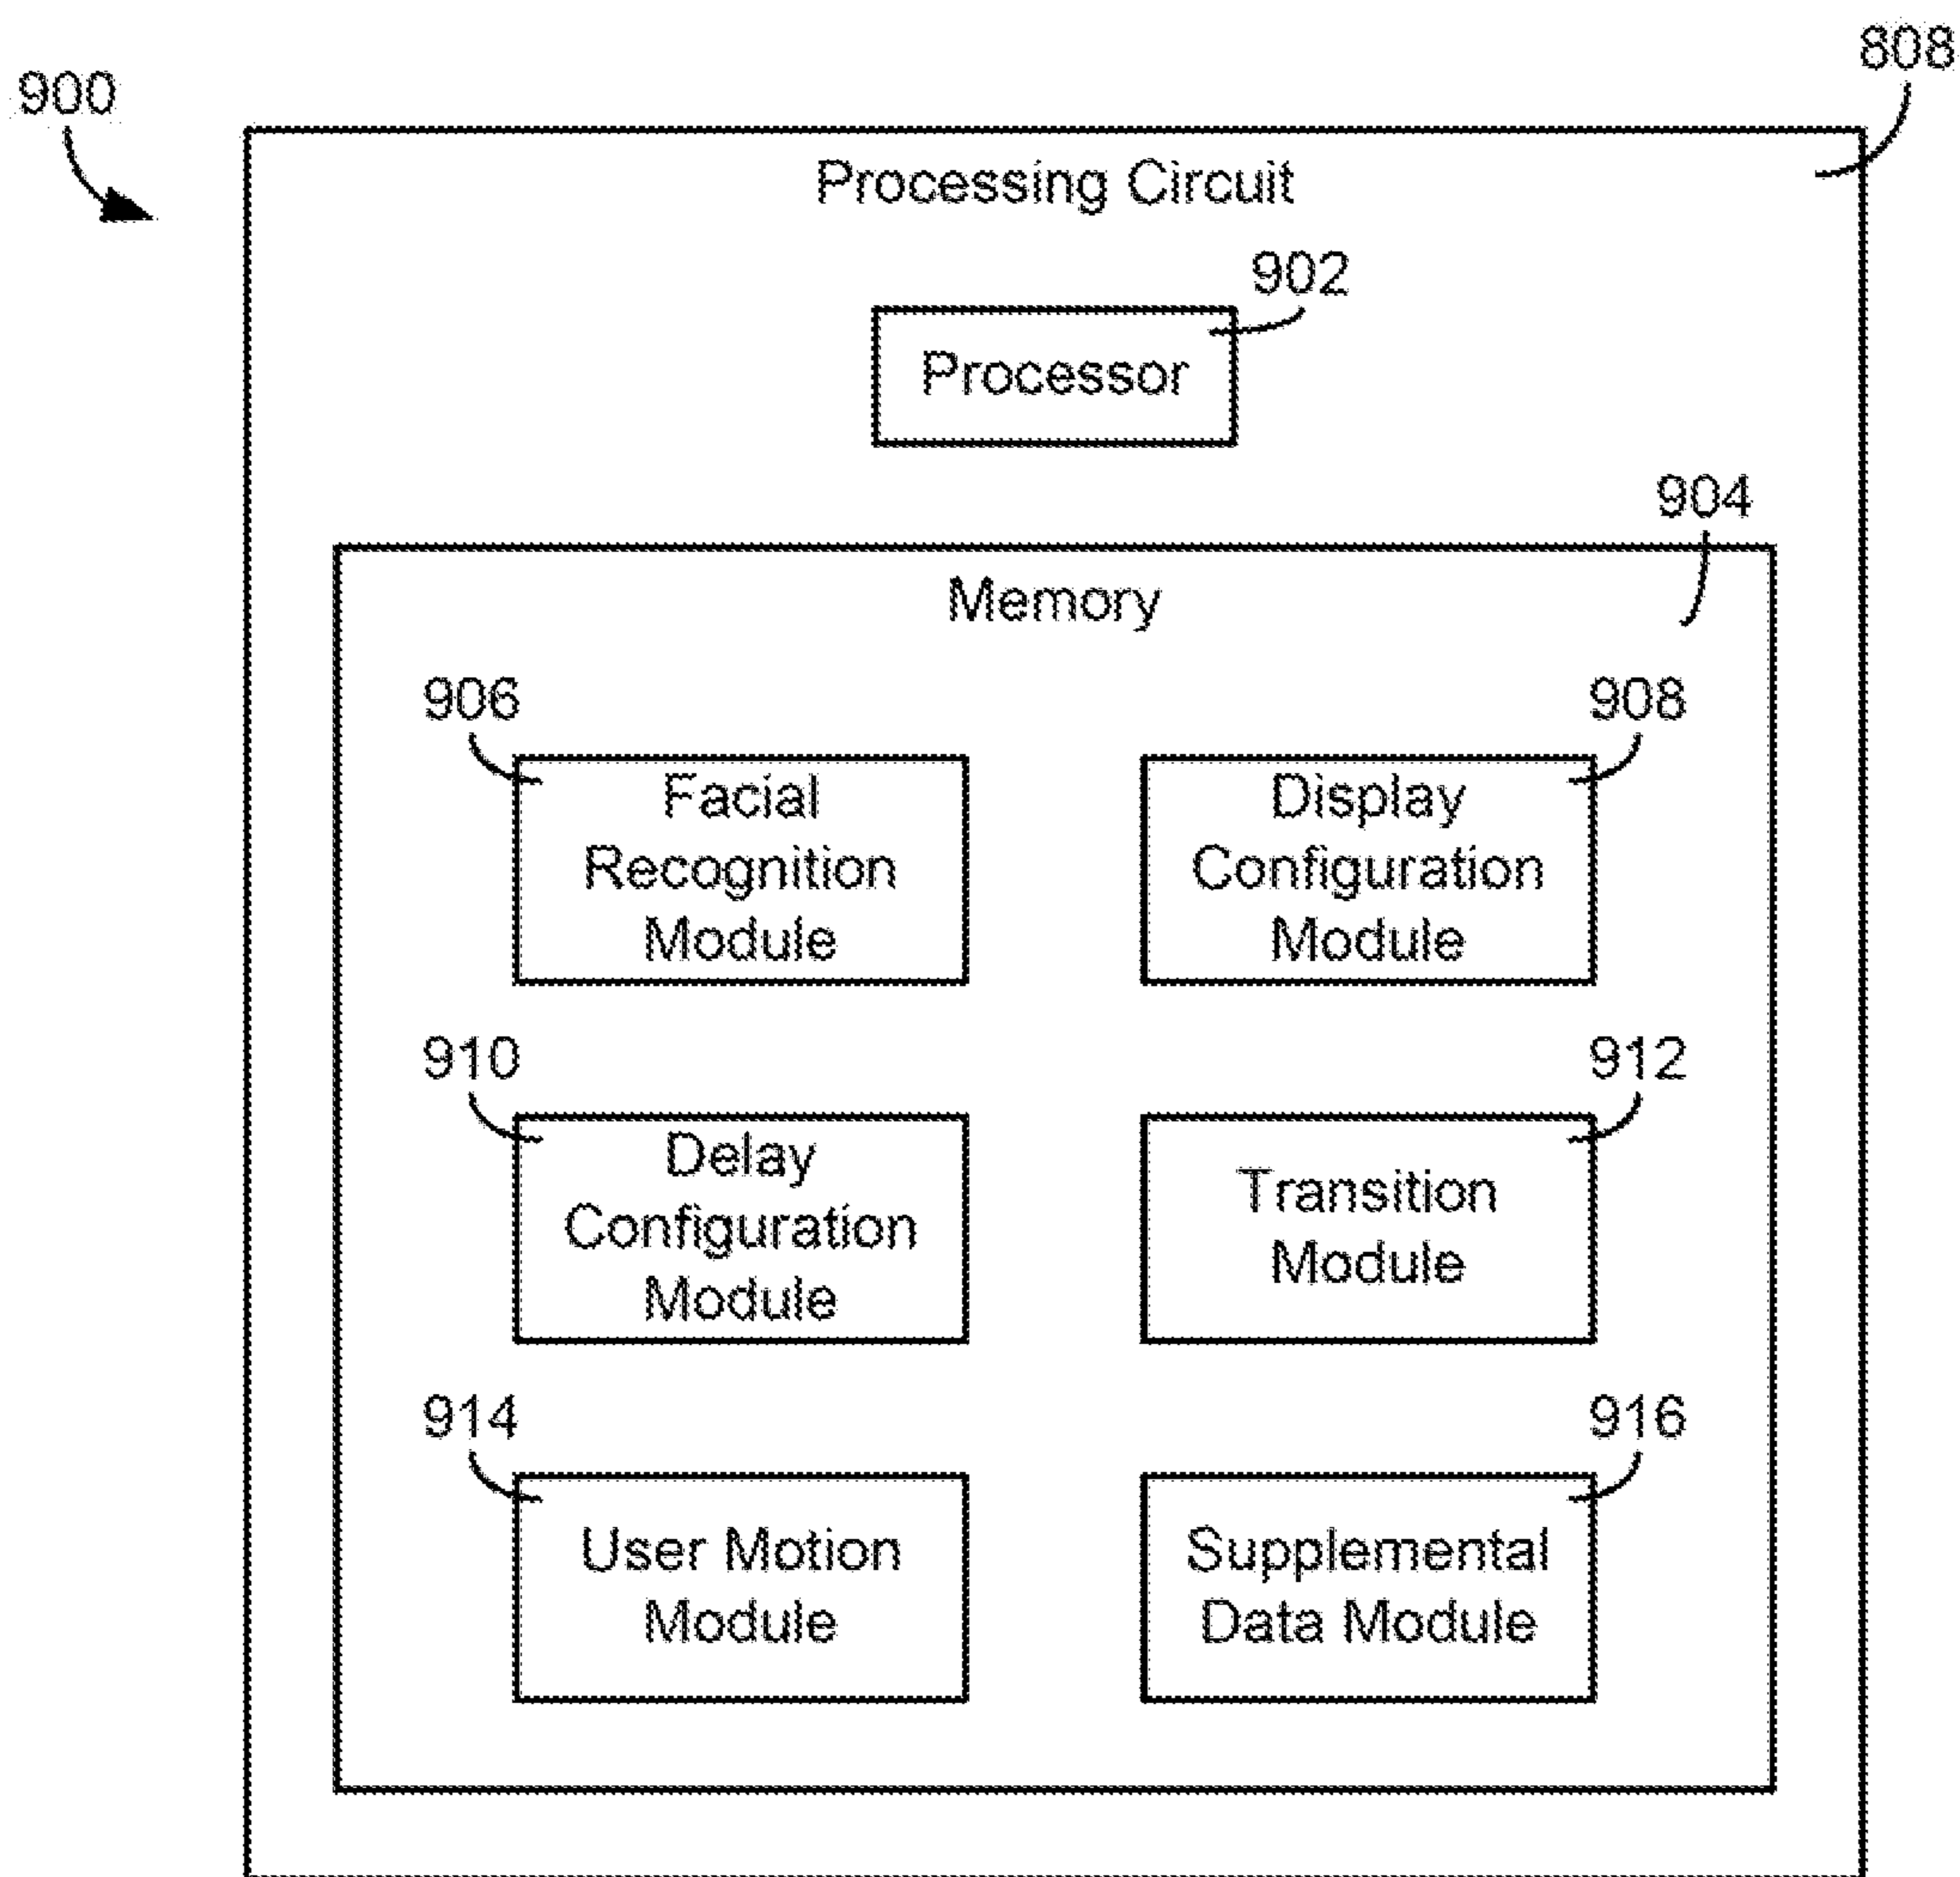 808
900
Processing Circuit
902
Processor
904
Memory
906
908
Facial
Recognition
Module
Display
Configuration
Module
910
912
Delay
Configuration
Module
Transition
Module
914
916
User Motion
Module
Supplemental
Data Module